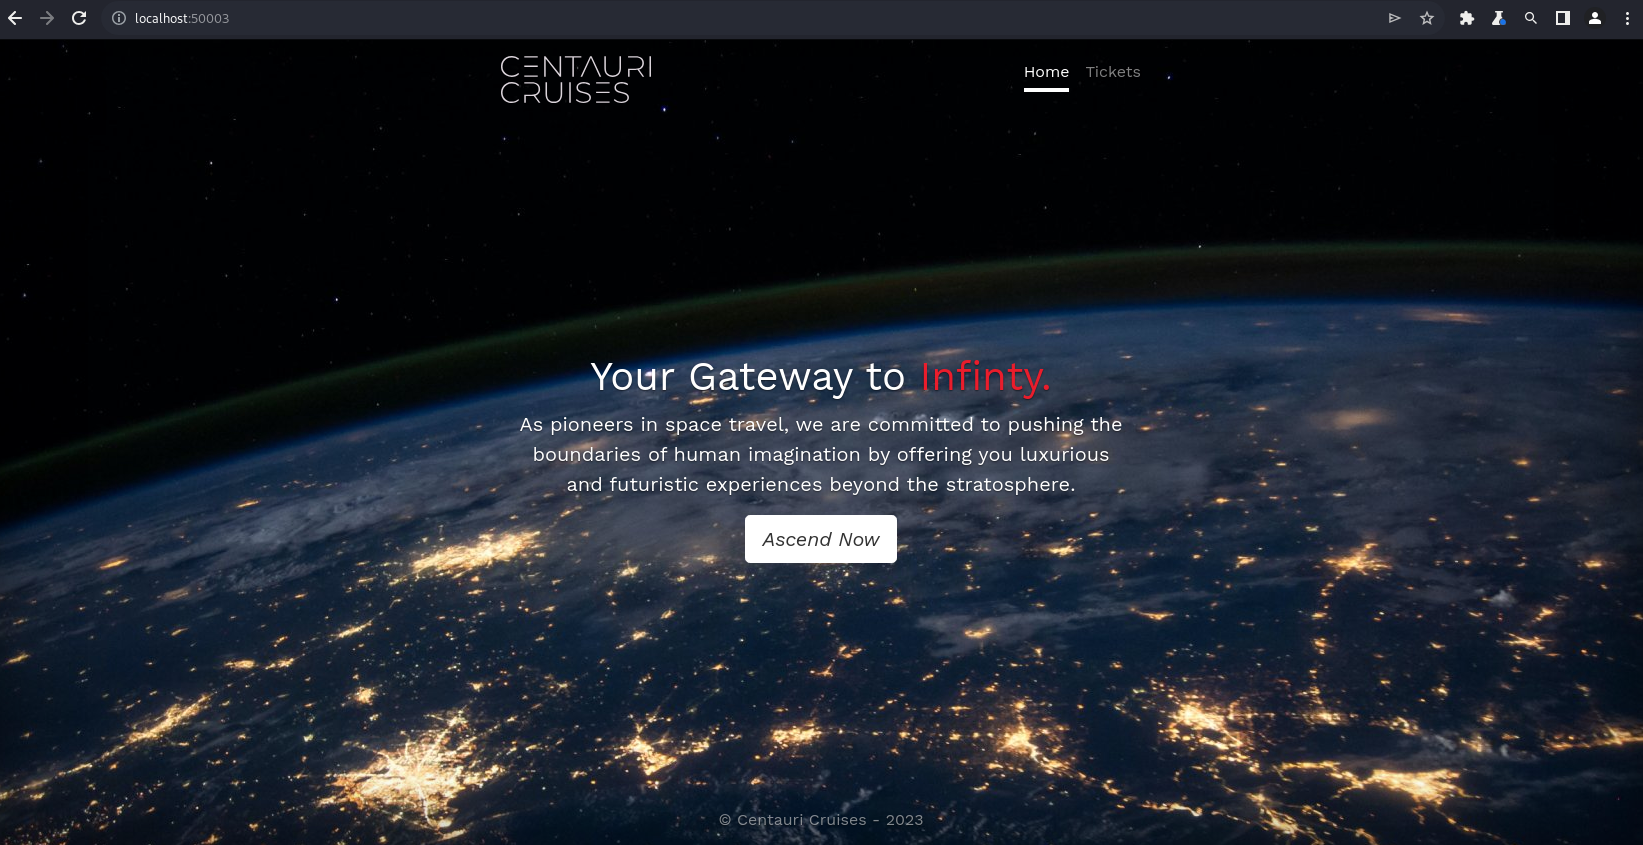 localhost:50003
CENTAURI
CRUISES
Home Tickets
Your Gateway to Infinty.
As pioneers in space travel, we are committed to pushing the
boundaries of human imagination by offering you luxurious
and futuristic experiences beyond the stratosphere.
Ascend Now
© Centauri Cruises - 2023